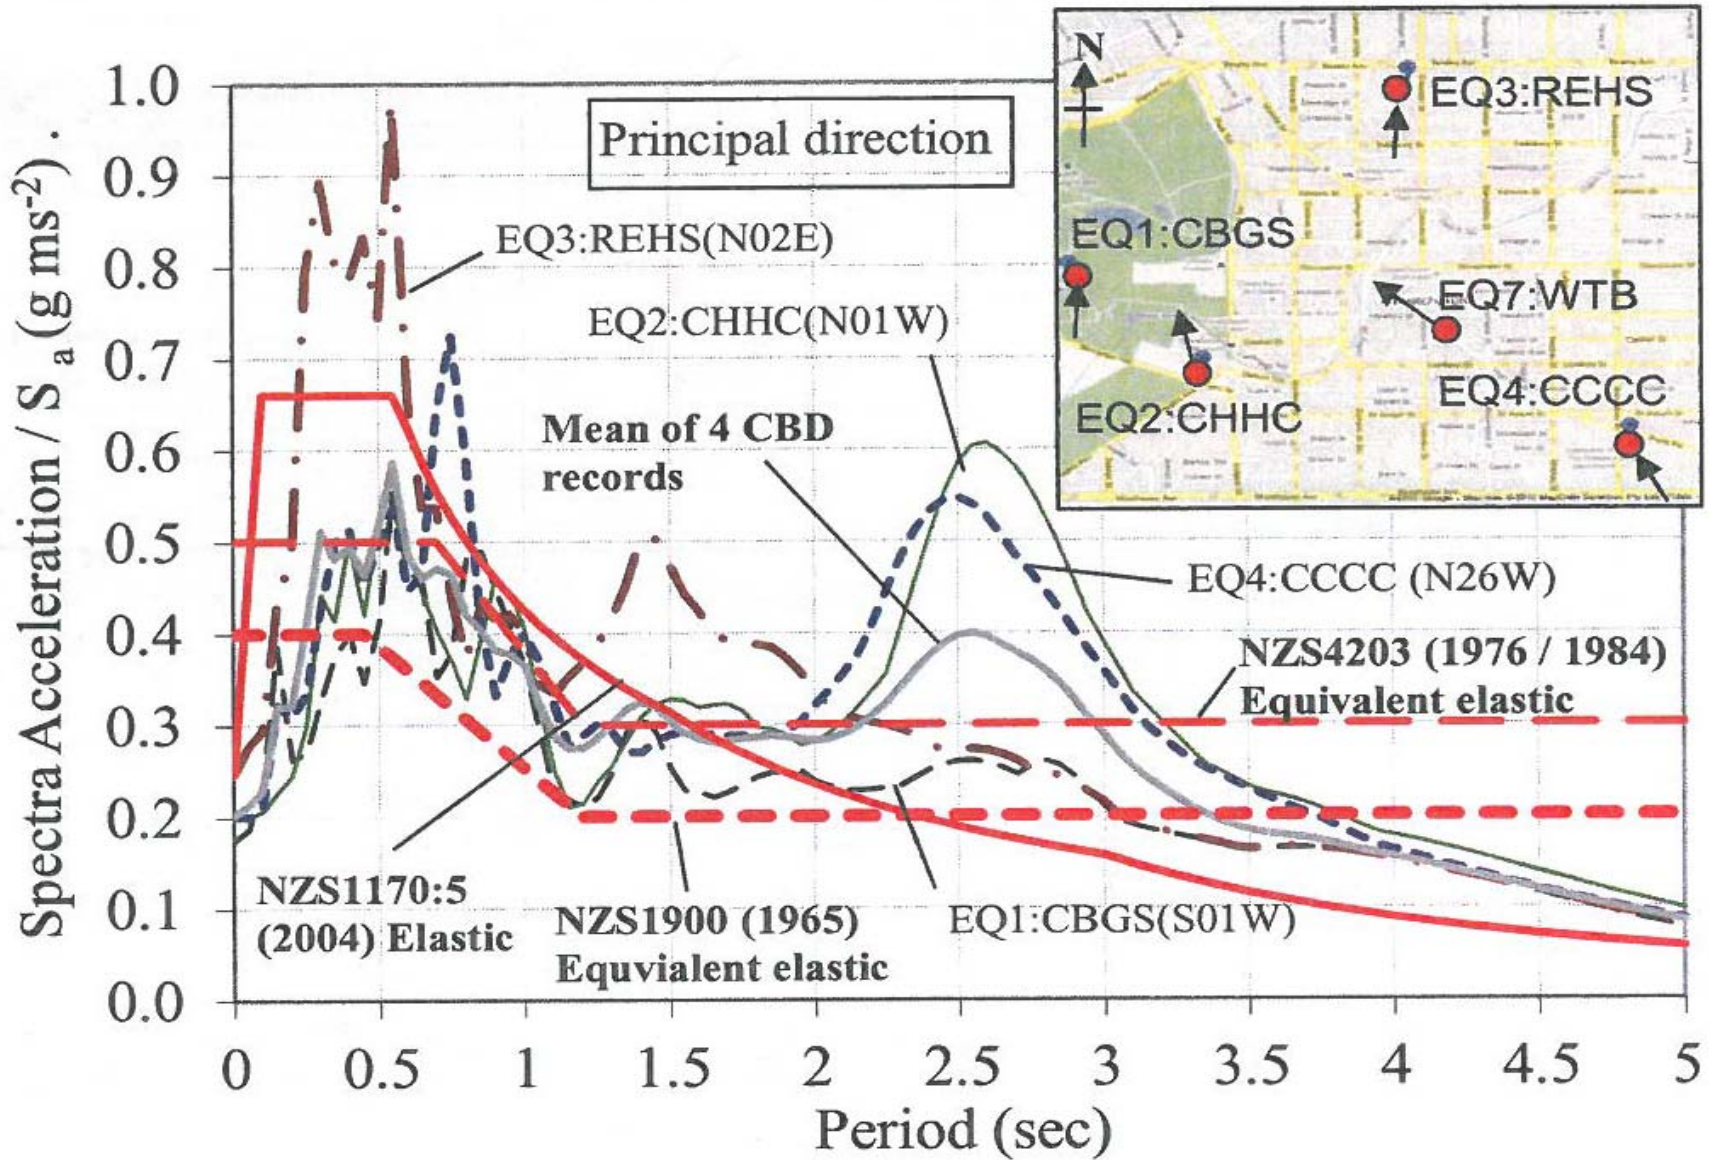 Spectra Acceleration / S a (g ms-2) .
1.0
0.9
0.8
0.7
0.6
0.5
0.4
0.3
0.2
0.1
0.0
Principal direction
EQ3:REHS(N02E)
EQ2:CHHC(N01W)
Mean of 4 CBD
records
EQ4:CCCC (N26W)
NZS4203 (1976 / 1984)
Equivalent elastic
NZS1170:5
(2004) Elastic
NZS1900 (1965)
Equvialent elastic
EQ1:CBGS(S01W)
0 0.5 1 1.5 2 2.5 3 3.5 4 4.5 5
Period (sec)
N
EQ3:REHS
EQ1:CBGS
EQ7:WTB
EQ4:CCCC
EQ2:CHHC